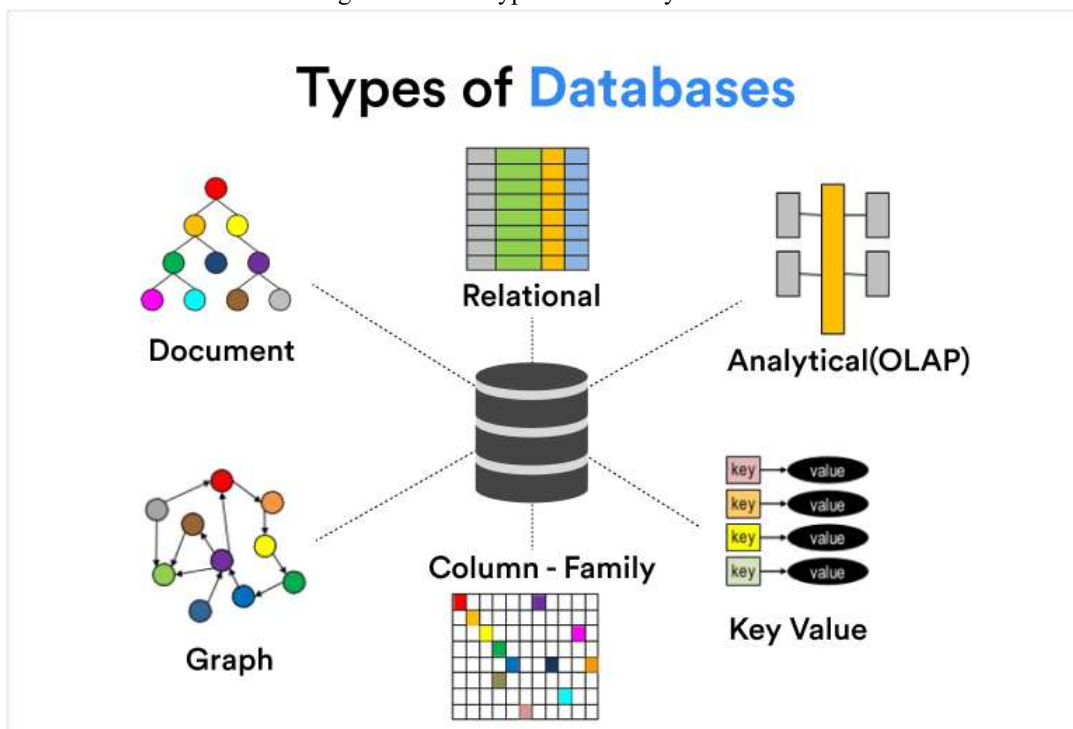 Types of Databases
Relational
Document
Analytical(OLAP)
key value
key value
key value
key value
Column - Family
Graph
Key Value